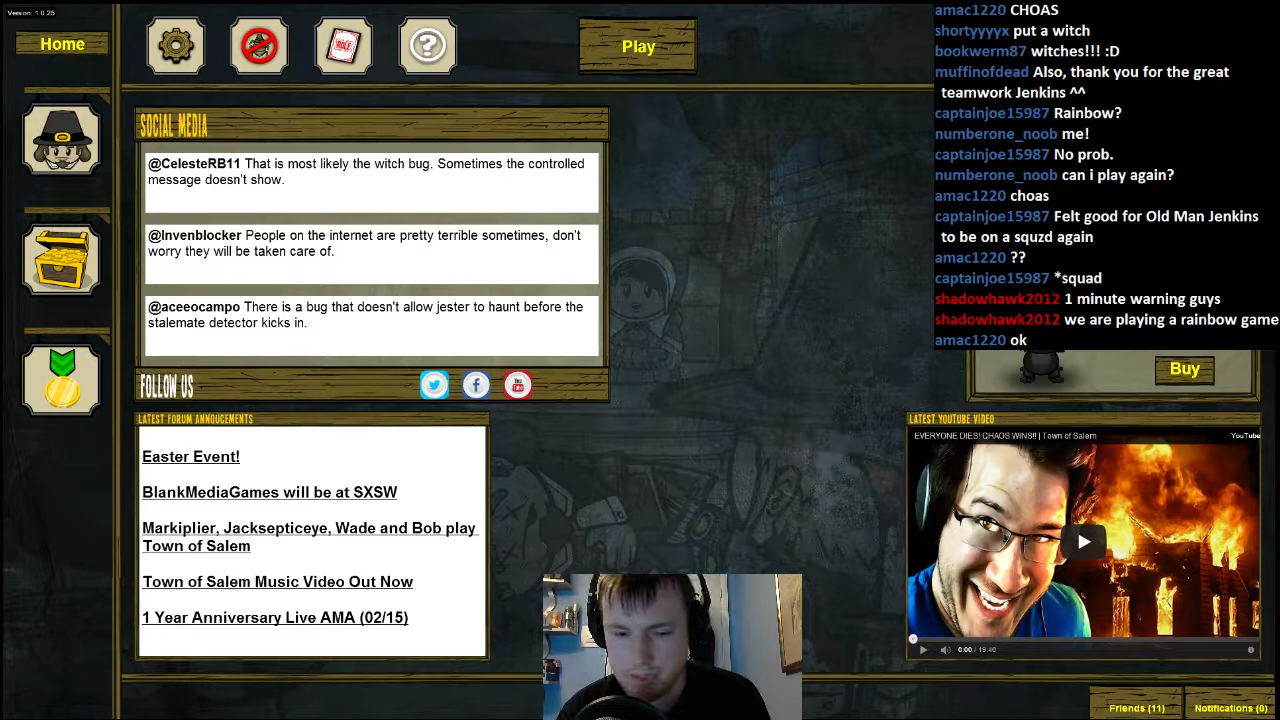 Version: 1.0.25
Home
ROLE
?
Play
SOCIAL MEDIA
@CelesteRB11 That is most likely the witch bug. Sometimes the controlled
message doesn't show.
@Invenblocker People on the internet are pretty terrible sometimes, don't
worry they will be taken care of.
@aceeocampo There is a bug that doesn't allow jester to haunt before the
stalemate detector kicks in.
FOLLOW US
LATEST FORUM ANNOUCEMENTS
Easter Event!
BlankMediaGames will be at SXSW
Markiplier, Jacksepticeye, Wade and Bob play
Town of Salem
Town of Salem Music Video Out Now
1 Year Anniversary Live AMA (02/15)
amac1220 CHOAS
shortyyyyx put a witch
bookwerm87 witches!!! :D
muffinofdead Also, thank you for the great
teamwork Jenkins ^^
captainjoe15987 Rainbow?
numberone_noob me!
captainjoe15987 No prob.
numberone_noob can i play again?
amac1220 choas
captainjoe15987 Felt good for Old Man Jenkins
to be on a squzd again
amac1220 ??
captainjoe15987 *squad
shadowhawk2012 1 minute warning guys
shadowhawk2012 we are playing a rainbow game
amac1220 ok
Buy
LATEST YOUTUBE VIDEO
EVERYONE DIES! CHAOS WINS!! | Town of Salem
YouTube
0:00 / 19:46
Friends (11)
Notifications (0)